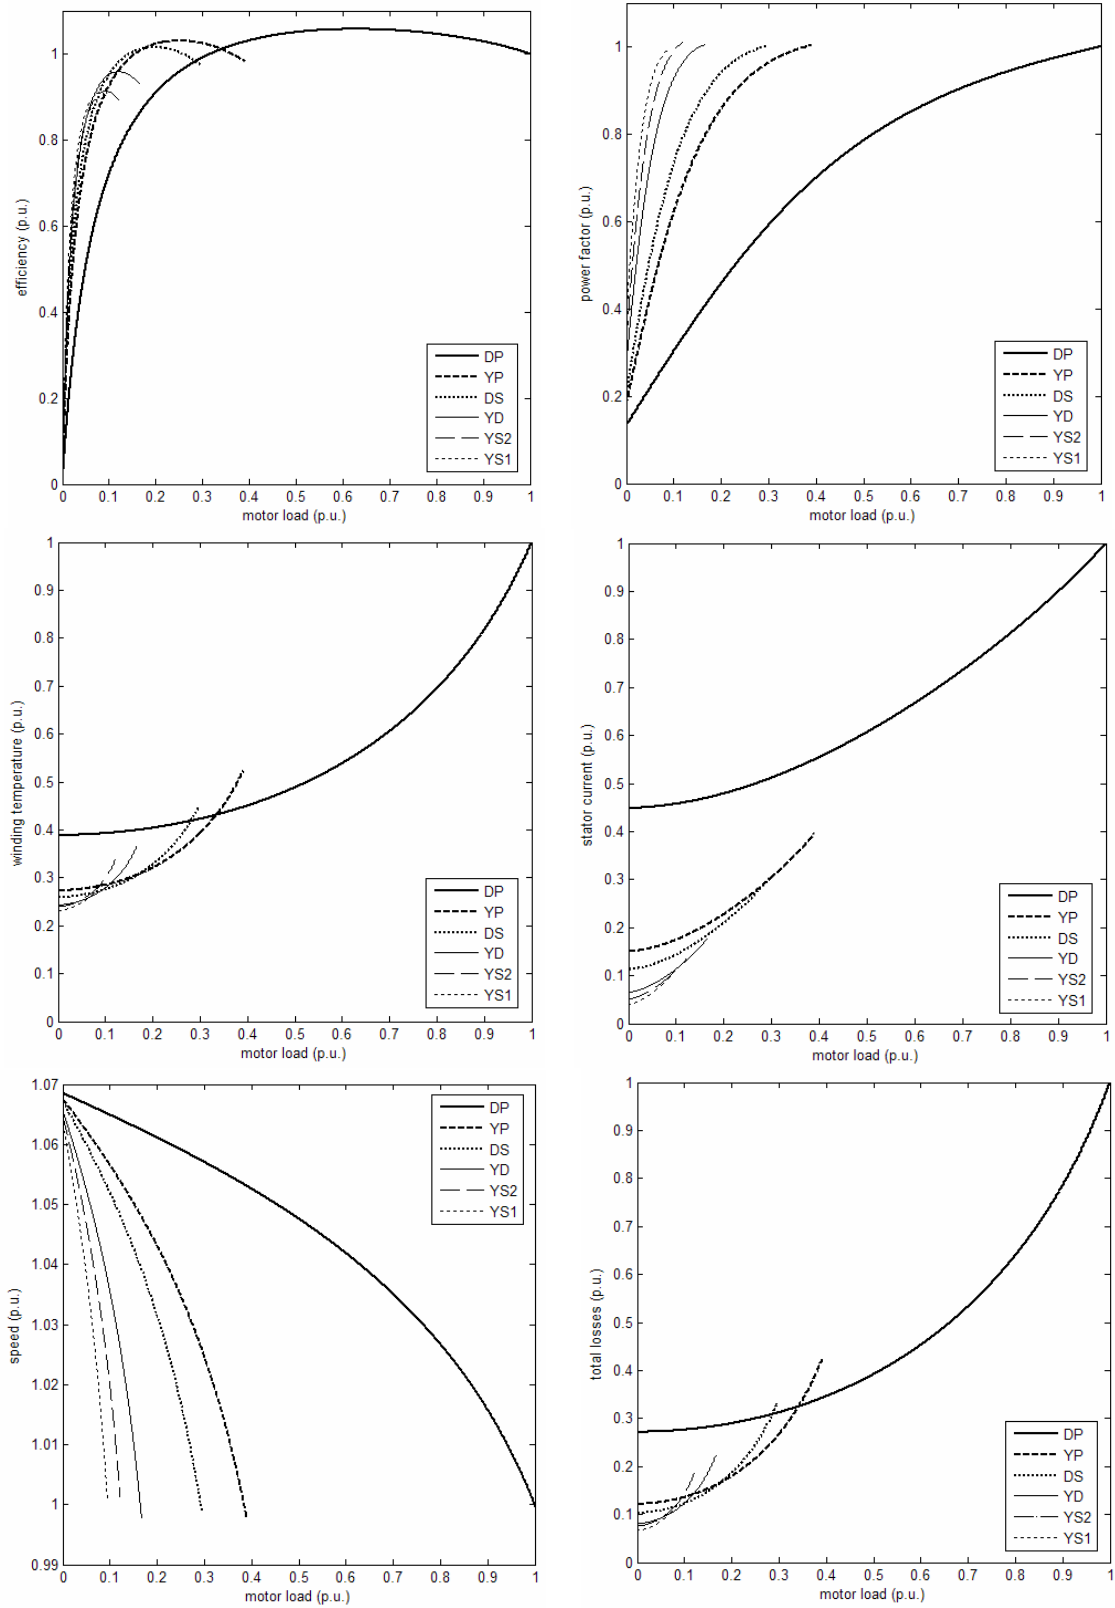 efficiency (p.u.)
1
0.8
0.6
0.4
0.2
0
DP
YP
DS
YD
YS2
YS1
0 0.1 0.2 0.3 0.4 0.5 0.6 0.7 0.8 0.9 1
motor load (p.u.)
power factor (p.u.)
1
0.8
0.6
0.4
0.2
0
DP
YP
DS
YD
YS2
YS1
0 0.1 0.2 0.3 0.4 0.5 0.6 0.7 0.8 0.9 1
motor load (p.u.)
winding temperature (p.u.)
1
0.9
0.8
0.7
0.6
0.5
0.4
0.3
0.2
0.1
0
DP
YP
DS
YD
YS2
YS1
0 0.1 0.2 0.3 0.4 0.5 0.6 0.7 0.8 0.9 1
motor load (p.u.)
stator current (p.u.)
1
0.9
0.8
0.7
0.6
0.5
0.4
0.3
0.2
0.1
0
DP
YP
DS
YD
YS2
YS1
0 0.1 0.2 0.3 0.4 0.5 0.6 0.7 0.8 0.9 1
motor load (p.u.)
speed (p.u.)
1.07
1.06
1.05
1.04
1.03
1.02
1.01
1
0.99
DP
YP
DS
YD
YS2
YS1
0 0.1 0.2 0.3 0.4 0.5 0.6 0.7 0.8 0.9 1
motor load (p.u.)
total losses (p.u.)
1
0.9
0.8
0.7
0.6
0.5
0.4
0.3
0.2
0.1
0
DP
YP
DS
YD
YS2
YS1
0 0.1 0.2 0.3 0.4 0.5 0.6 0.7 0.8 0.9 1
motor load (p.u.)